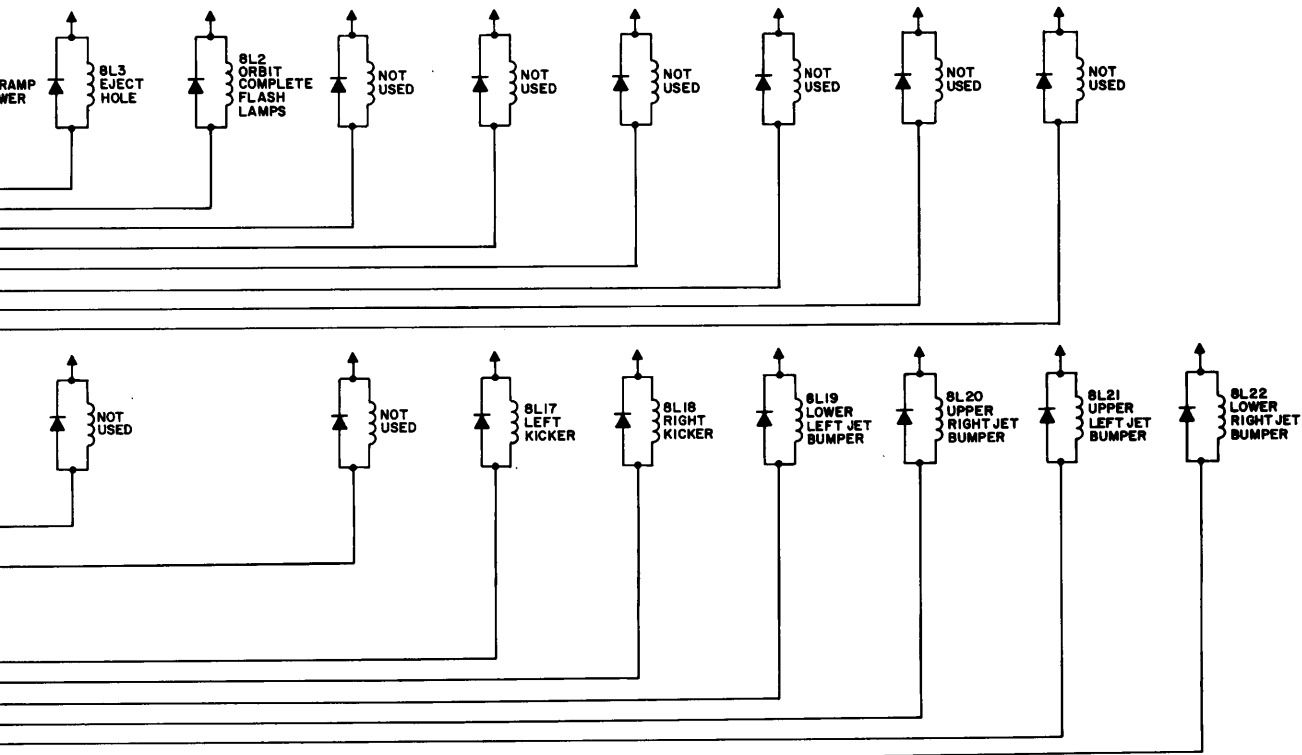 RAMP
WER
8L3
EJECT
HOLE
8L2
ORBIT
COMPLETE
FLASH
LAMPS
NOT
USED
NOT
USED
NOT
USED
NOT
USED
NOT
USED
NOT
USED
NOT
USED
NOT
USED
8L17
LEFT
KICKER
8L18
RIGHT
KICKER
8L19
LOWER
LEFT JET
BUMPER
8L20
UPPER
RIGHT JET
BUMPER
8L21
UPPER
LEFT JET
BUMPER
8L22
LOWER
RIGHT JET
BUMPER